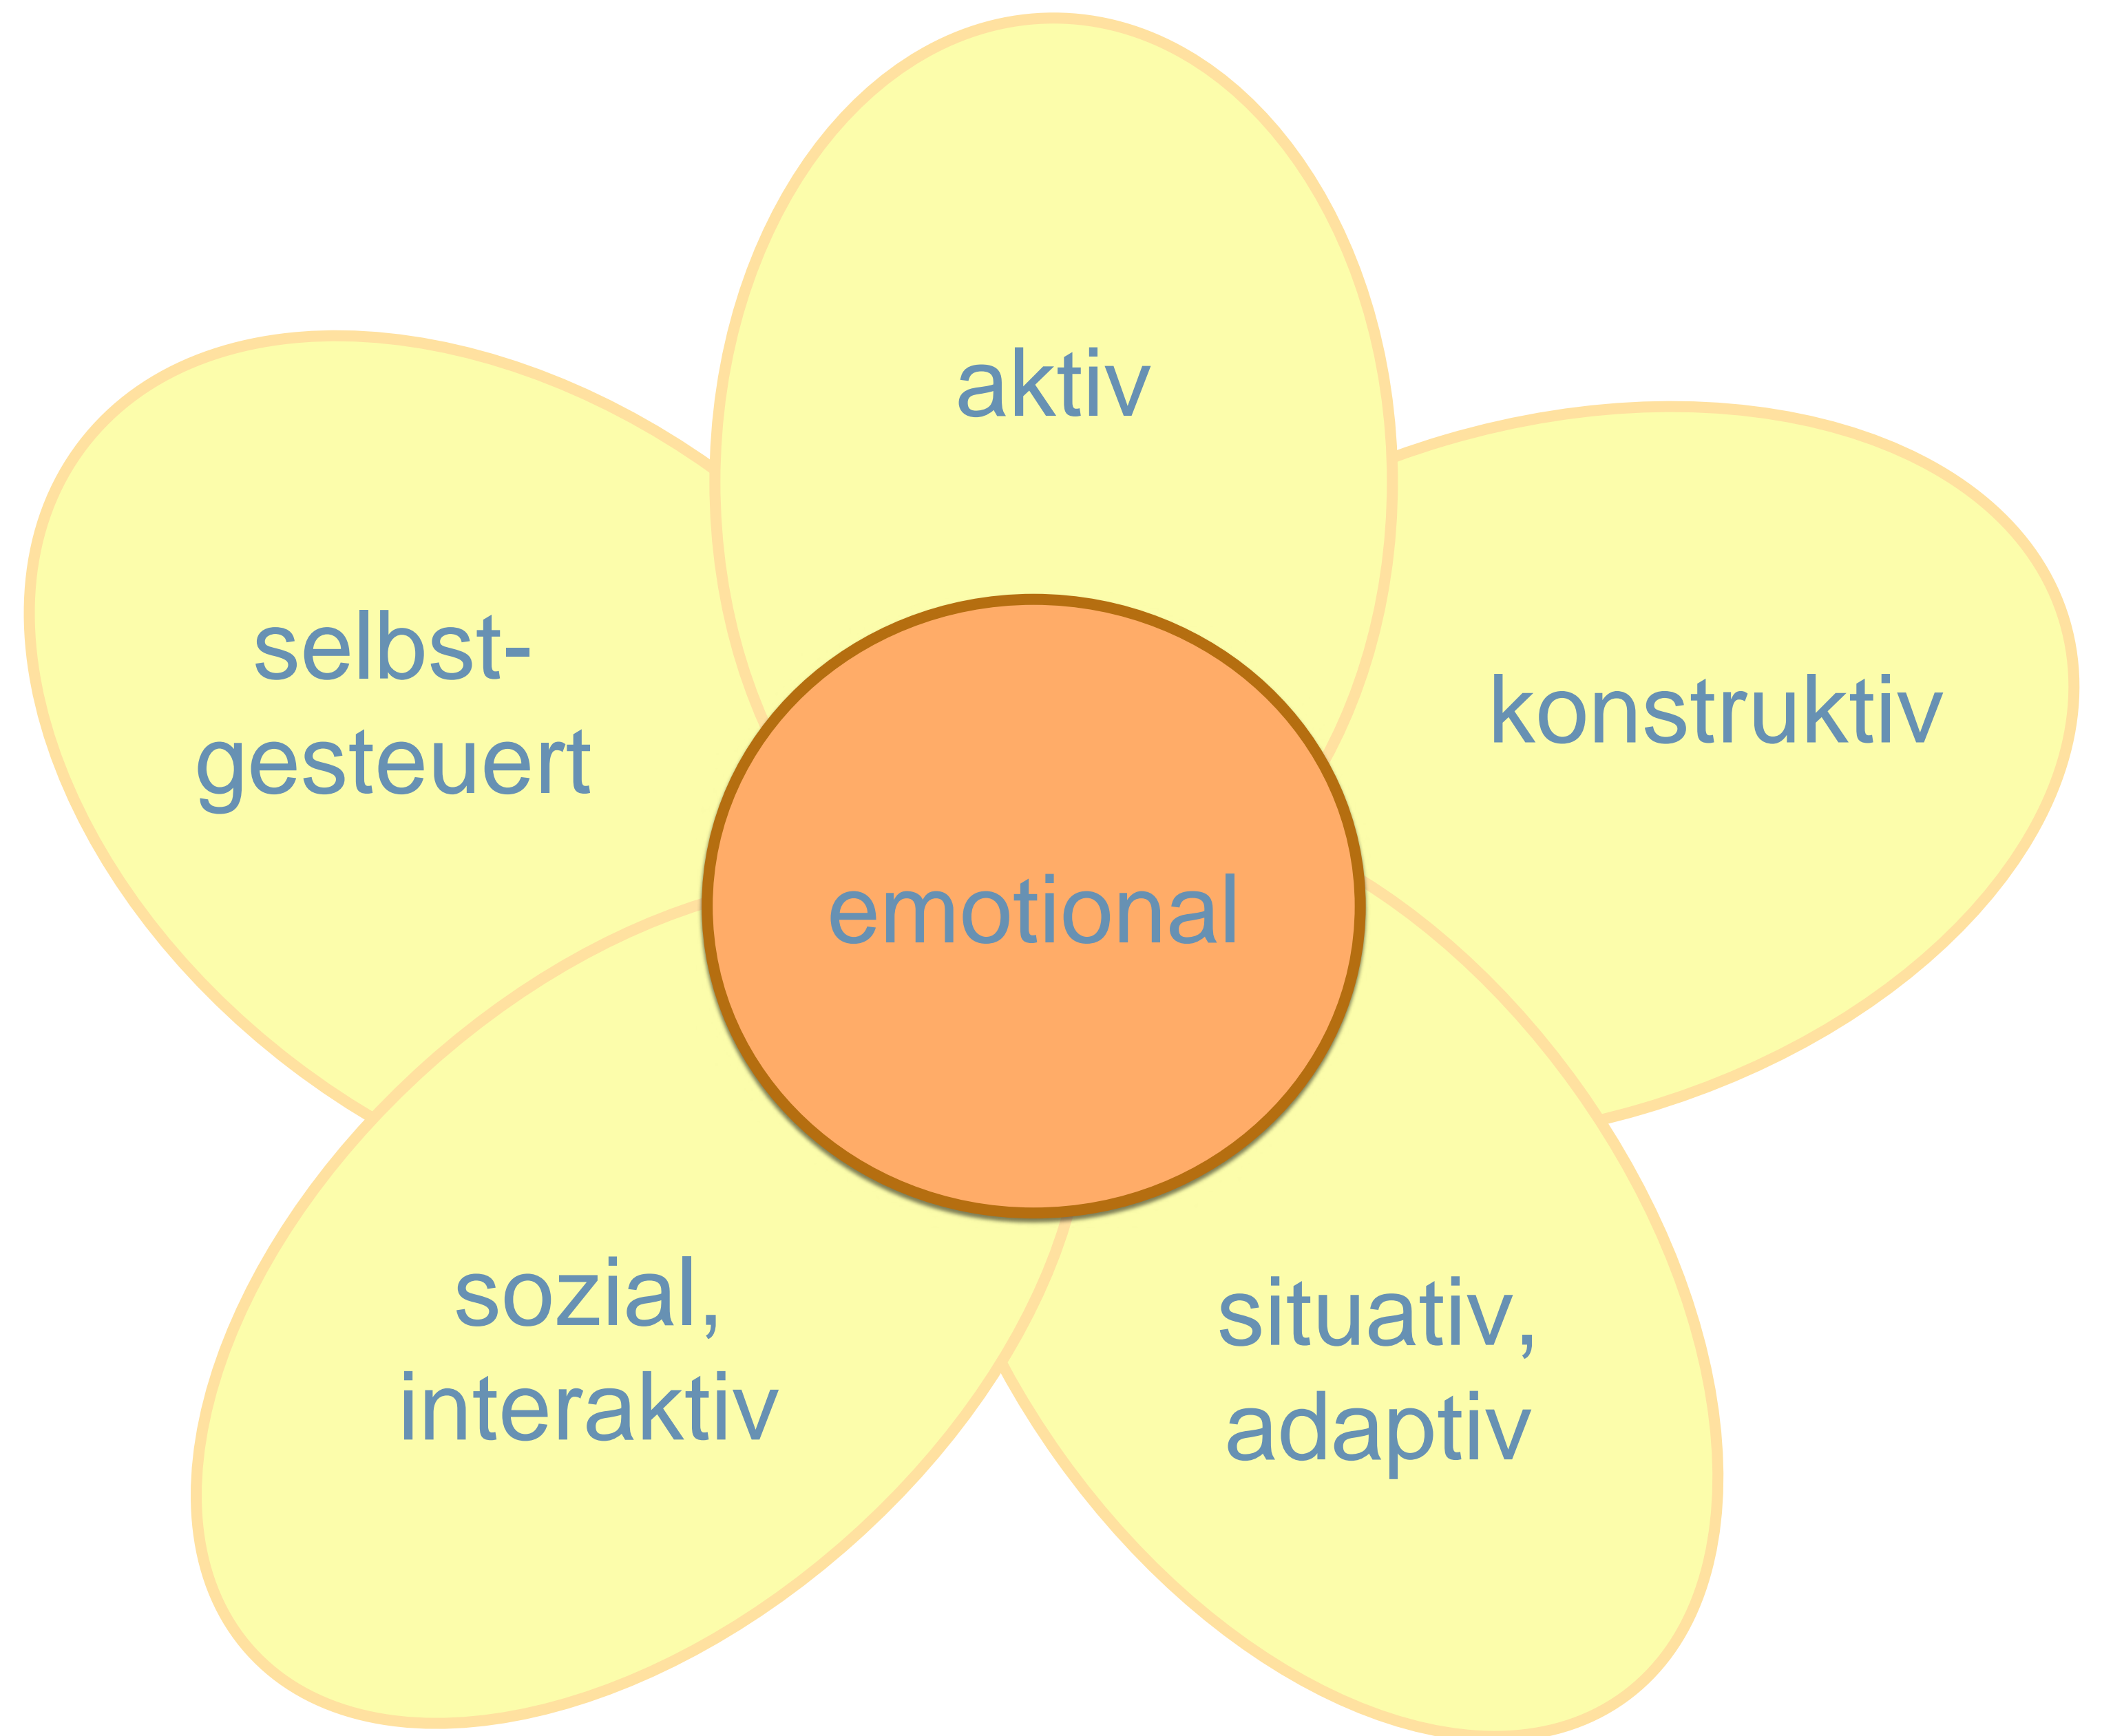 aktiv
selbst-
gesteuert
konstruktiv
emotional
sozial,
interaktiv
situativ,
adaptiv